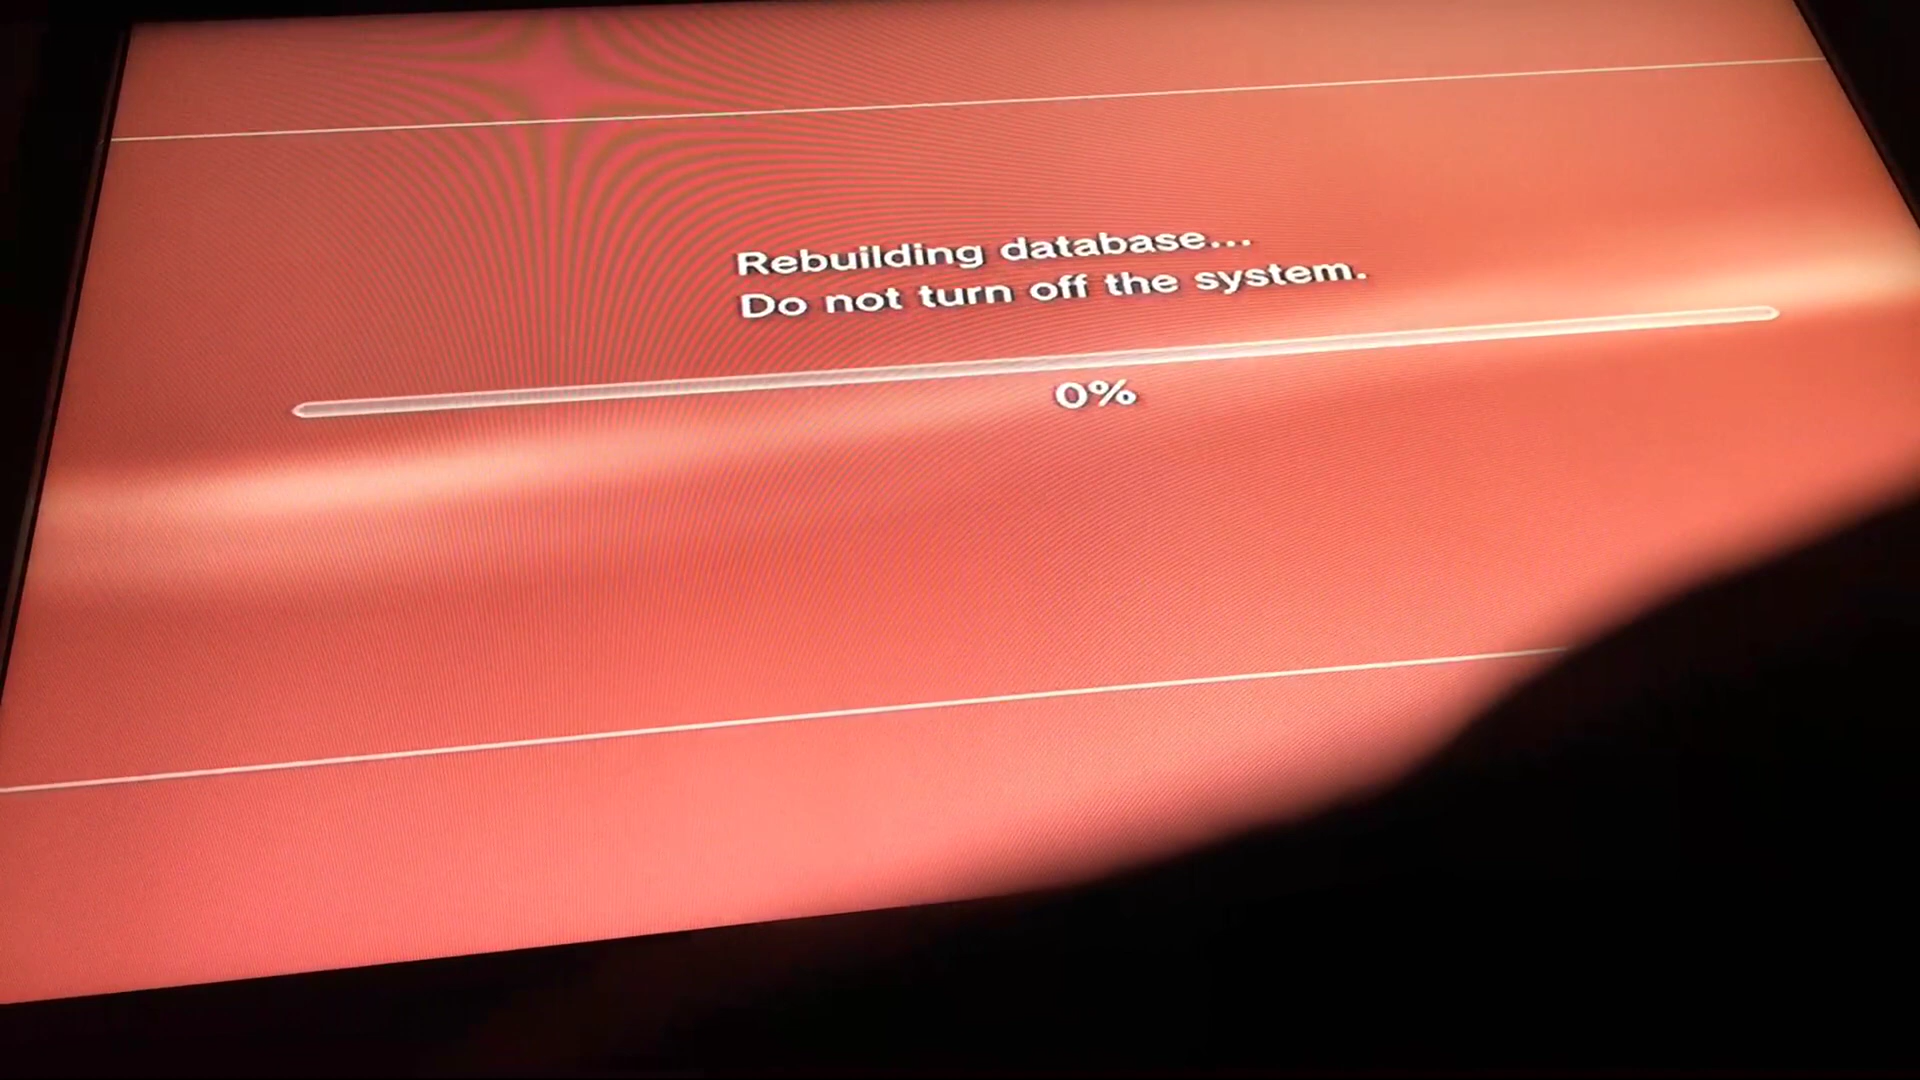 Rebuilding database...
Do not turn off the system.
0%